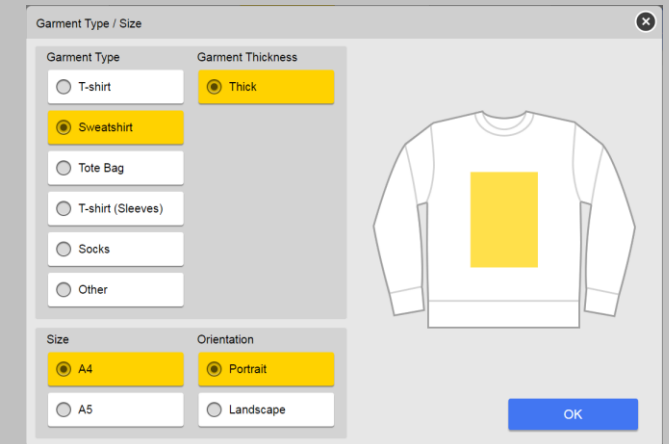 Garment Type / Size
Garment Type
Garment Thickness
T-shirt
Thick
Sweatshirt
Tote Bag
T-shirt (Sleeves)
Socks
Other
Size
Orientation
A4
Portrait
A5
Landscape
OK